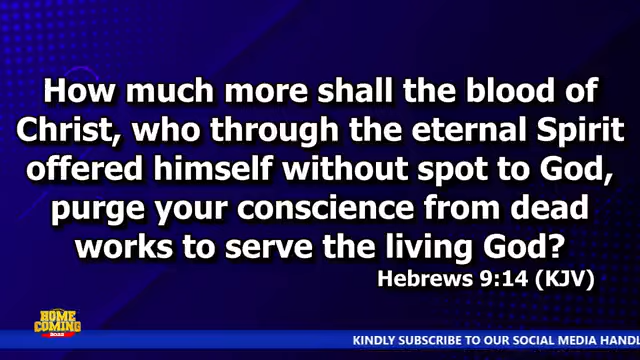 How much more shall the blood of
Christ, who through the eternal Spirit
offered himself without spot to God,
purge your conscience from dead
works to serve the living God?
Hebrews 9:14 (KJV)
HOME
COMING
2022
KINDLY SUBSCRIBE TO OUR SOCIAL MEDIA HANDL